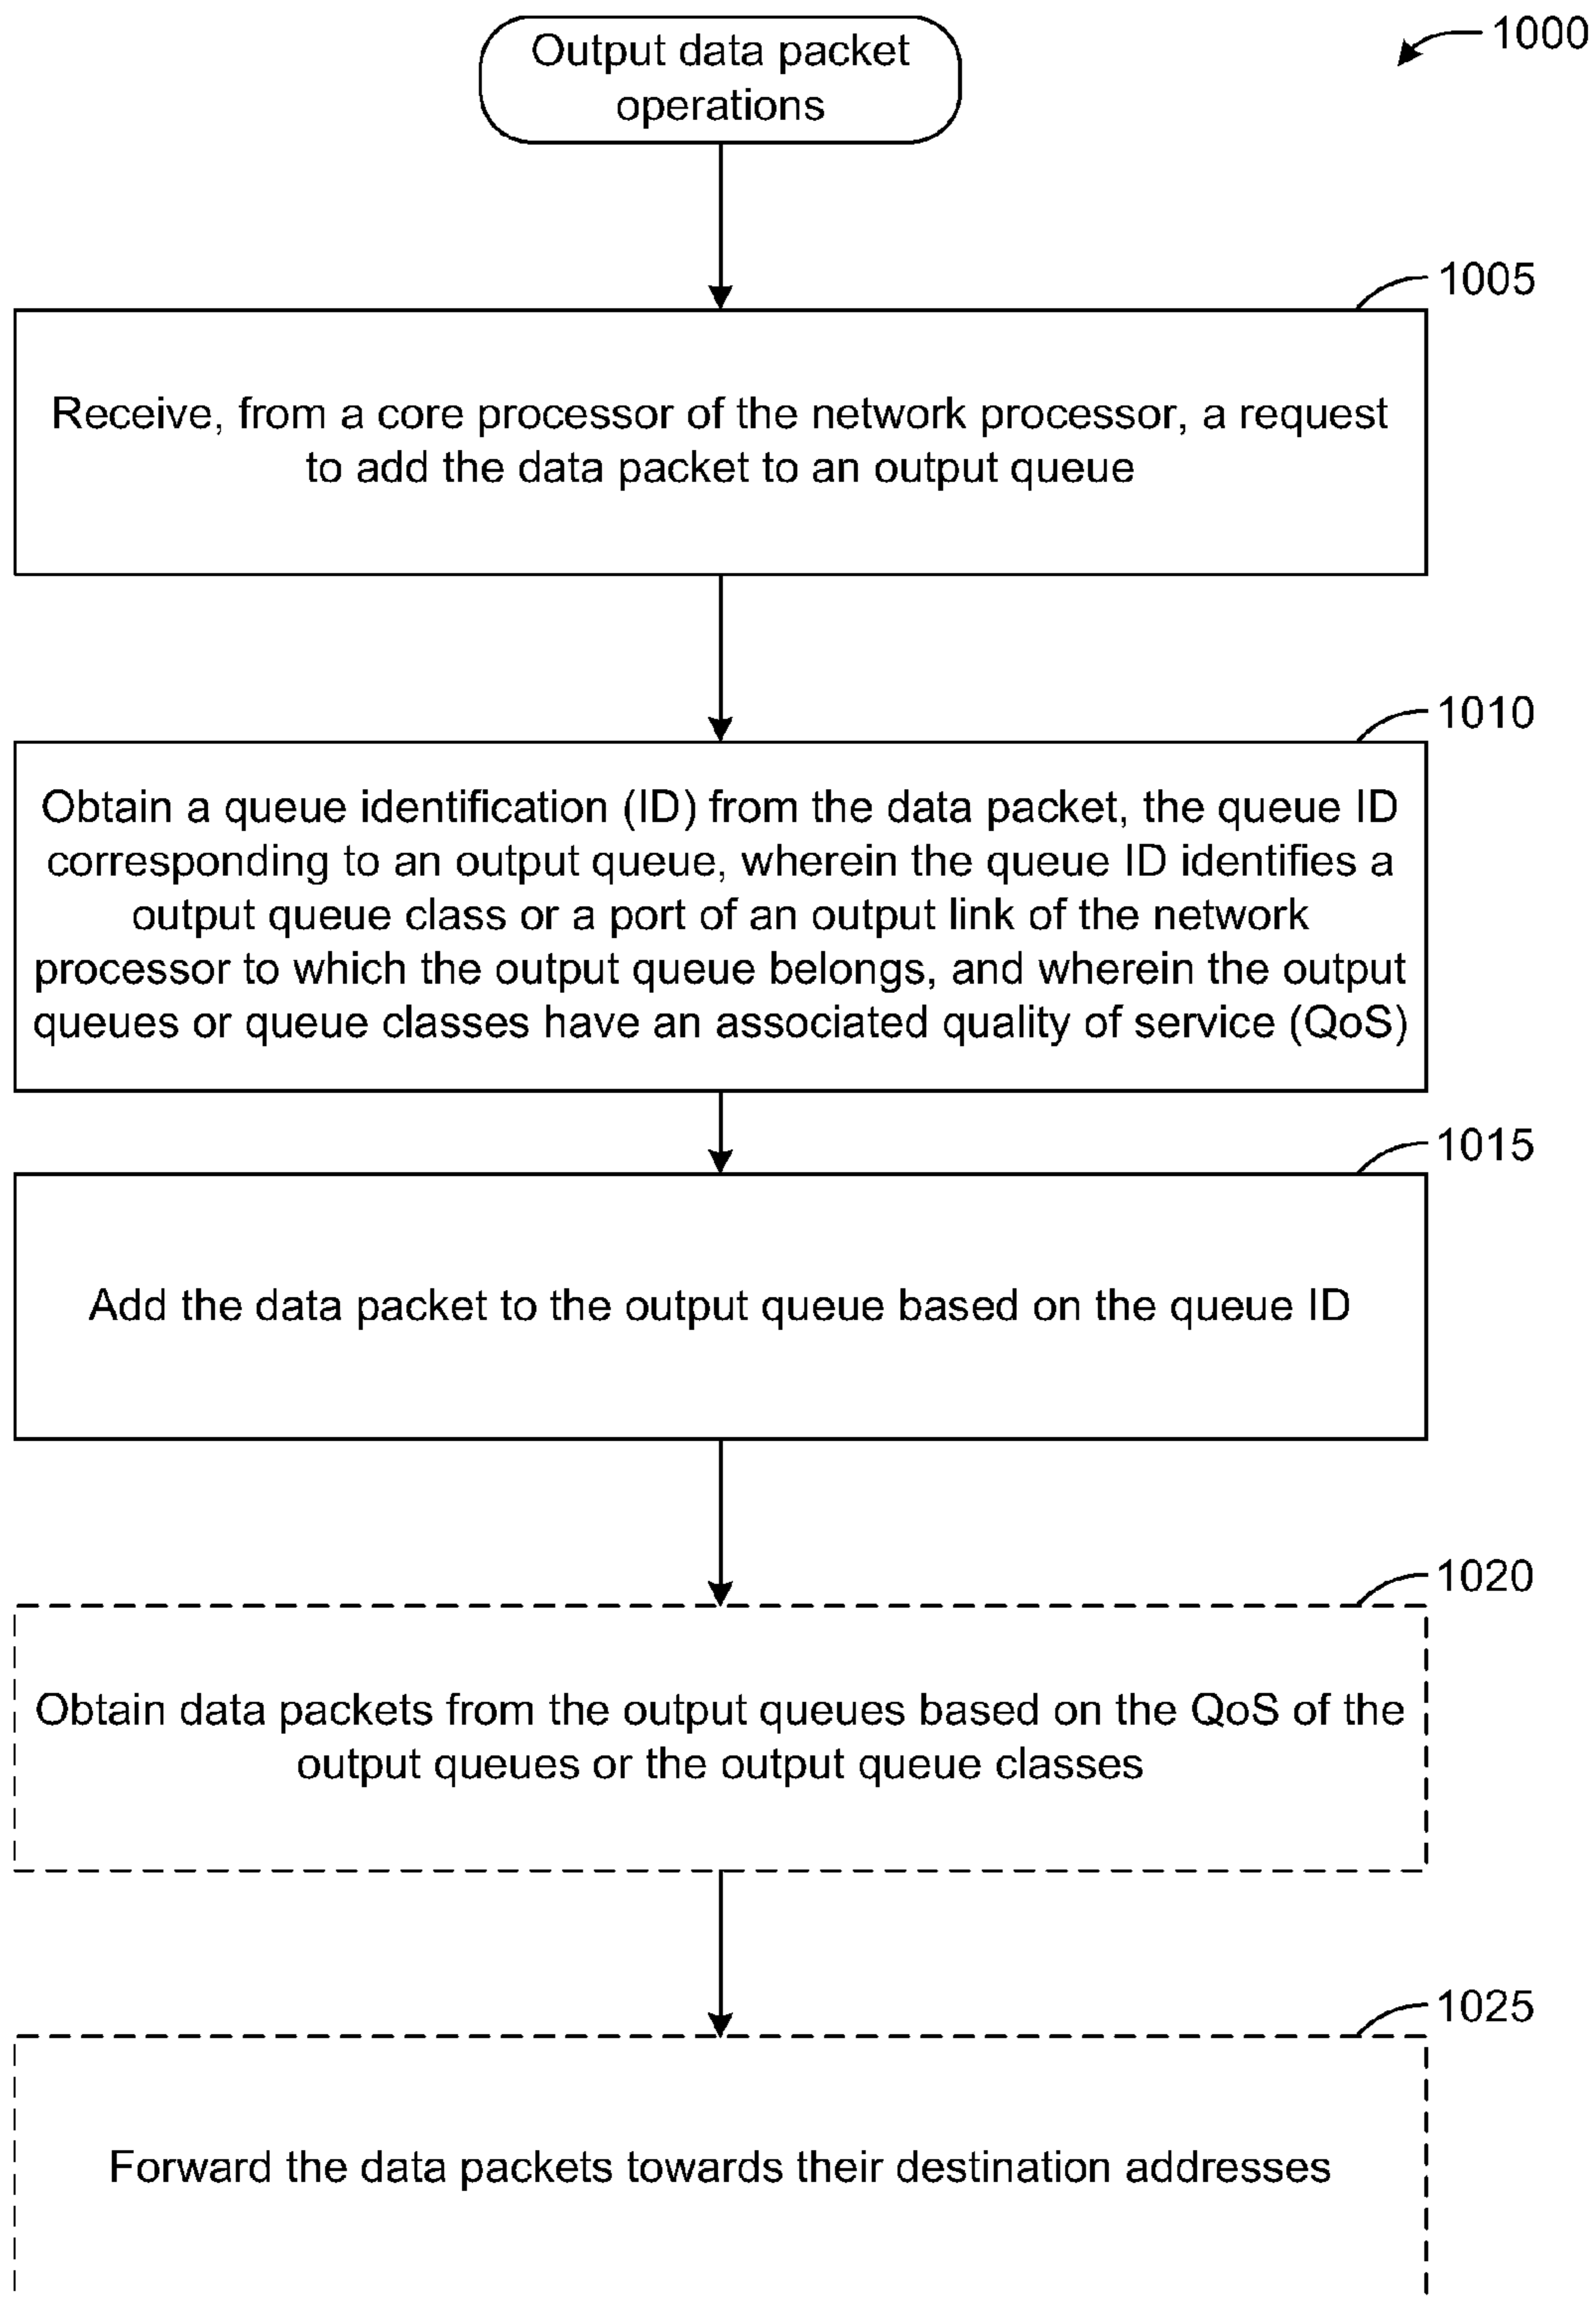 Output data packet
operations
1000
1005
Receive, from a core processor of the network processor, a request
to add the data packet to an output queue
1010
Obtain a queue identification (ID) from the data packet, the queue ID
corresponding to an output queue, wherein the queue ID identifies a
output queue class or a port of an output link of the network
processor to which the output queue belongs, and wherein the output
queues or queue classes have an associated quality of service (QoS)
1015
Add the data packet to the output queue based on the queue ID
1020
Obtain data packets from the output queues based on the QoS of the
output queues or the output queue classes
1025
Forward the data packets towards their destination addresses